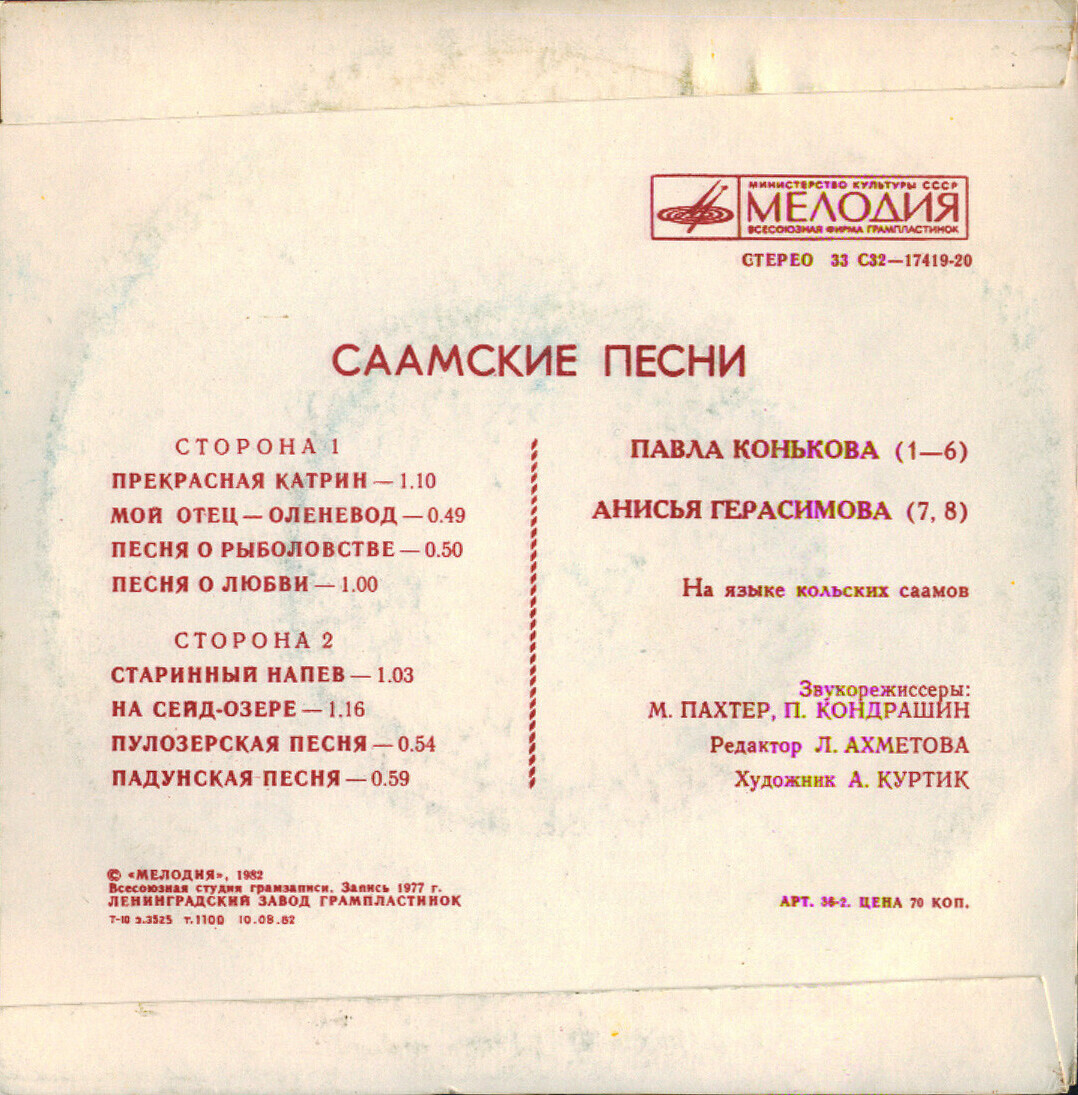 МИНИСТЕРСТВО КУЛЬТУРЫ СССР
МЕЛОДИЯ
ВСЕСОЮЗНАЯ ФИРМА ГРАМПЛАСТИНОК
СТЕРЕО 33 С32—17419-20
СААМСКИЕ ПЕСНИ
СТОРОНА 1
ПРЕКРАСНАЯ КАТРИН — 1.10
МОЙ ОТЕЦ — ОЛЕНЕВОД — 0.49
ПЕСНЯ О РЫБОЛОВСТВЕ — 0.50
ПЕСНЯ О ЛЮБВИ — 1.00
СТОРОНА 2
СТАРИННЫЙ НАПЕВ — 1.03
НА СЕЙД-ОЗЕРЕ — 1.16
ПУЛОЗЕРСКАЯ ПЕСНЯ — 0.54
ПАДУНСКАЯ ПЕСНЯ — 0.59
ПАВЛА КОНЬКОВА (1—6)
АНИСЬЯ ГЕРАСИМОВА (7, 8)
На языке кольских саамов
Звукорежиссеры:
М. ПАХТЕР, П. КОНДРАШИН
Редактор Л. АХМЕТОВА
Художник А. КУРТИК
© «МЕЛОДИЯ», 1982
Всесоюзная студия грамзаписи. Запись 1977 г.
ЛЕНИНГРАДСКИЙ ЗАВОД ГРАМПЛАСТИНОК
Т-10 з.3525 т.1100 10.08.82
АРТ. 36-2. ЦЕНА 70 КОП.